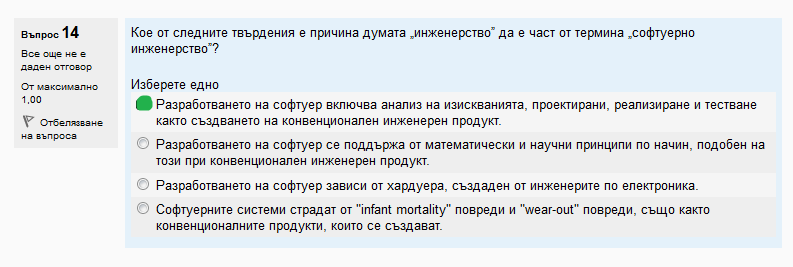 Въпрос 14
Все още не е
даден отговор
От максимално
1,00
Отбелязване
на въпроса
Кое от следните твърдения е причина думата „инженерство” да е част от термина „софтуерно
инженерство”?
Изберете едно
Разработването на софтуер включва анализ на изискванията, проектирани, реализиране и тестване
както създаването на конвенционален инженерен продукт.
Разработването на софтуер се поддържа от математически и научни принципи по начин, подобен на
този при конвенционален инженерен продукт.
Разработването на софтуер зависи от хардуера, създаден от инженерите по електроника.
Софтуерните системи страдат от "infant mortality" повреди и "wear-out" повреди, също както
конвенционалните продукти, които се създават.